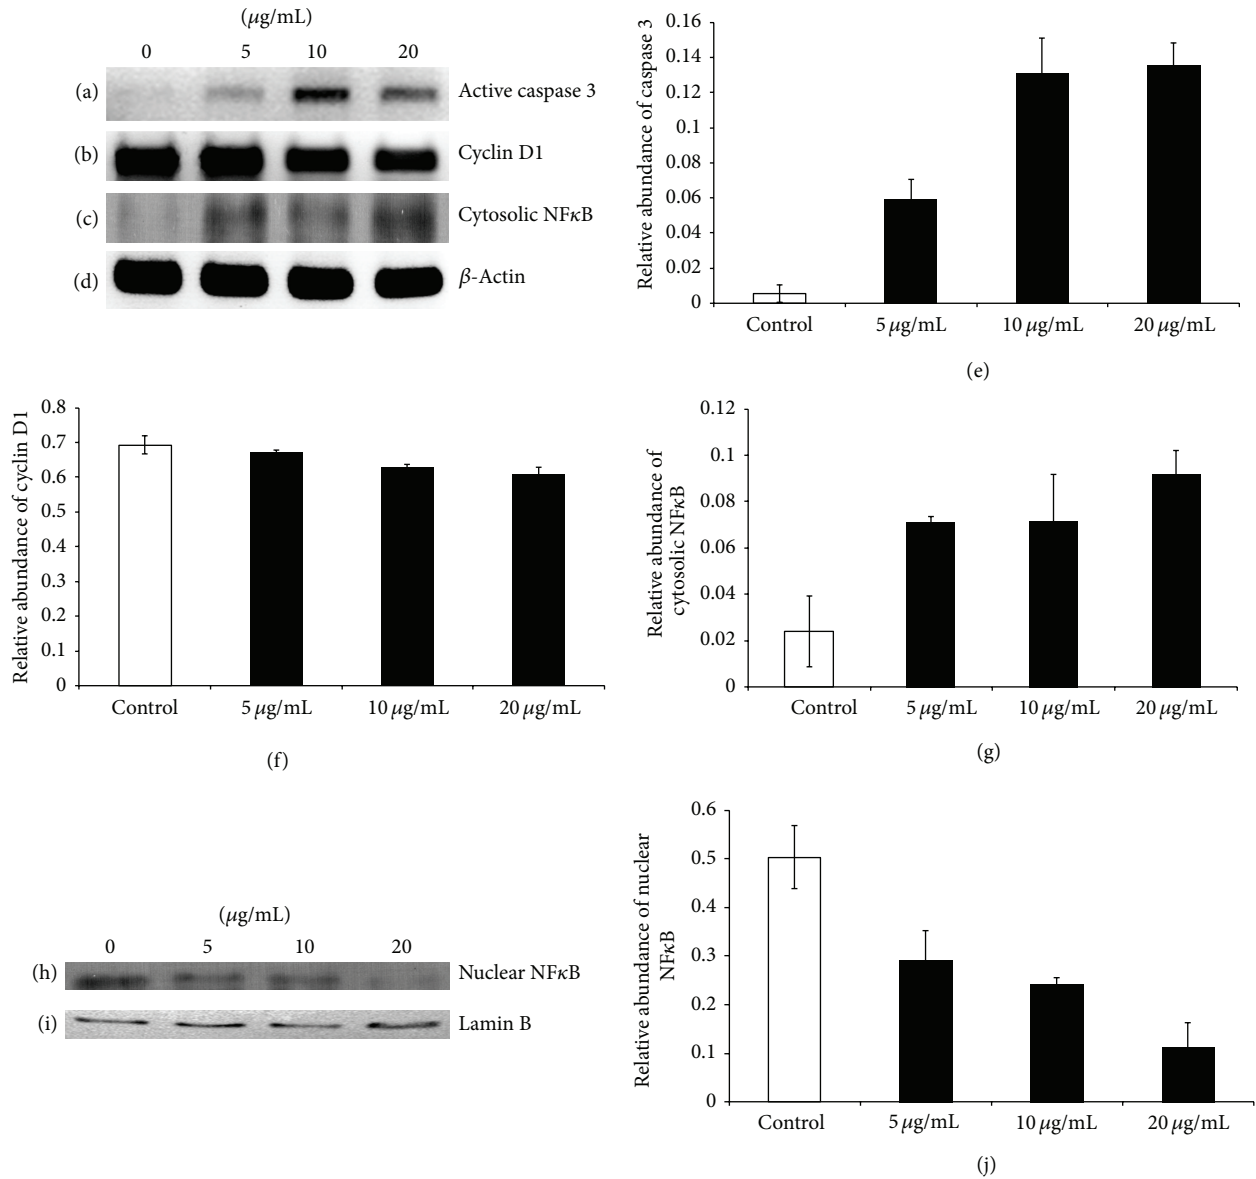 (μg/mL)
0 5 10 20
(a) Active caspase 3
(b) Cyclin D1
(c) Cytosolic NFκB
(d) β-Actin
Relative abundance of caspase 3
0.16
0.14
0.12
0.1
0.08
0.06
0.04
0.02
0
Control 5 μg/mL 10 μg/mL 20 μg/mL
(e)
Relative abundance of cyclin D1
0.8
0.7
0.6
0.5
0.4
0.3
0.2
0.1
0
Control 5 μg/mL 10 μg/mL 20 μg/mL
(f)
Relative abundance of
cytosolic NFκB
0.12
0.1
0.08
0.06
0.04
0.02
0
Control 5 μg/mL 10 μg/mL 20 μg/mL
(g)
(μg/mL)
0 5 10 20
(h) Nuclear NFκB
(i) Lamin B
Relative abundance of nuclear
NFκB
0.6
0.5
0.4
0.3
0.2
0.1
0
Control 5 μg/mL 10 μg/mL 20 μg/mL
(j)